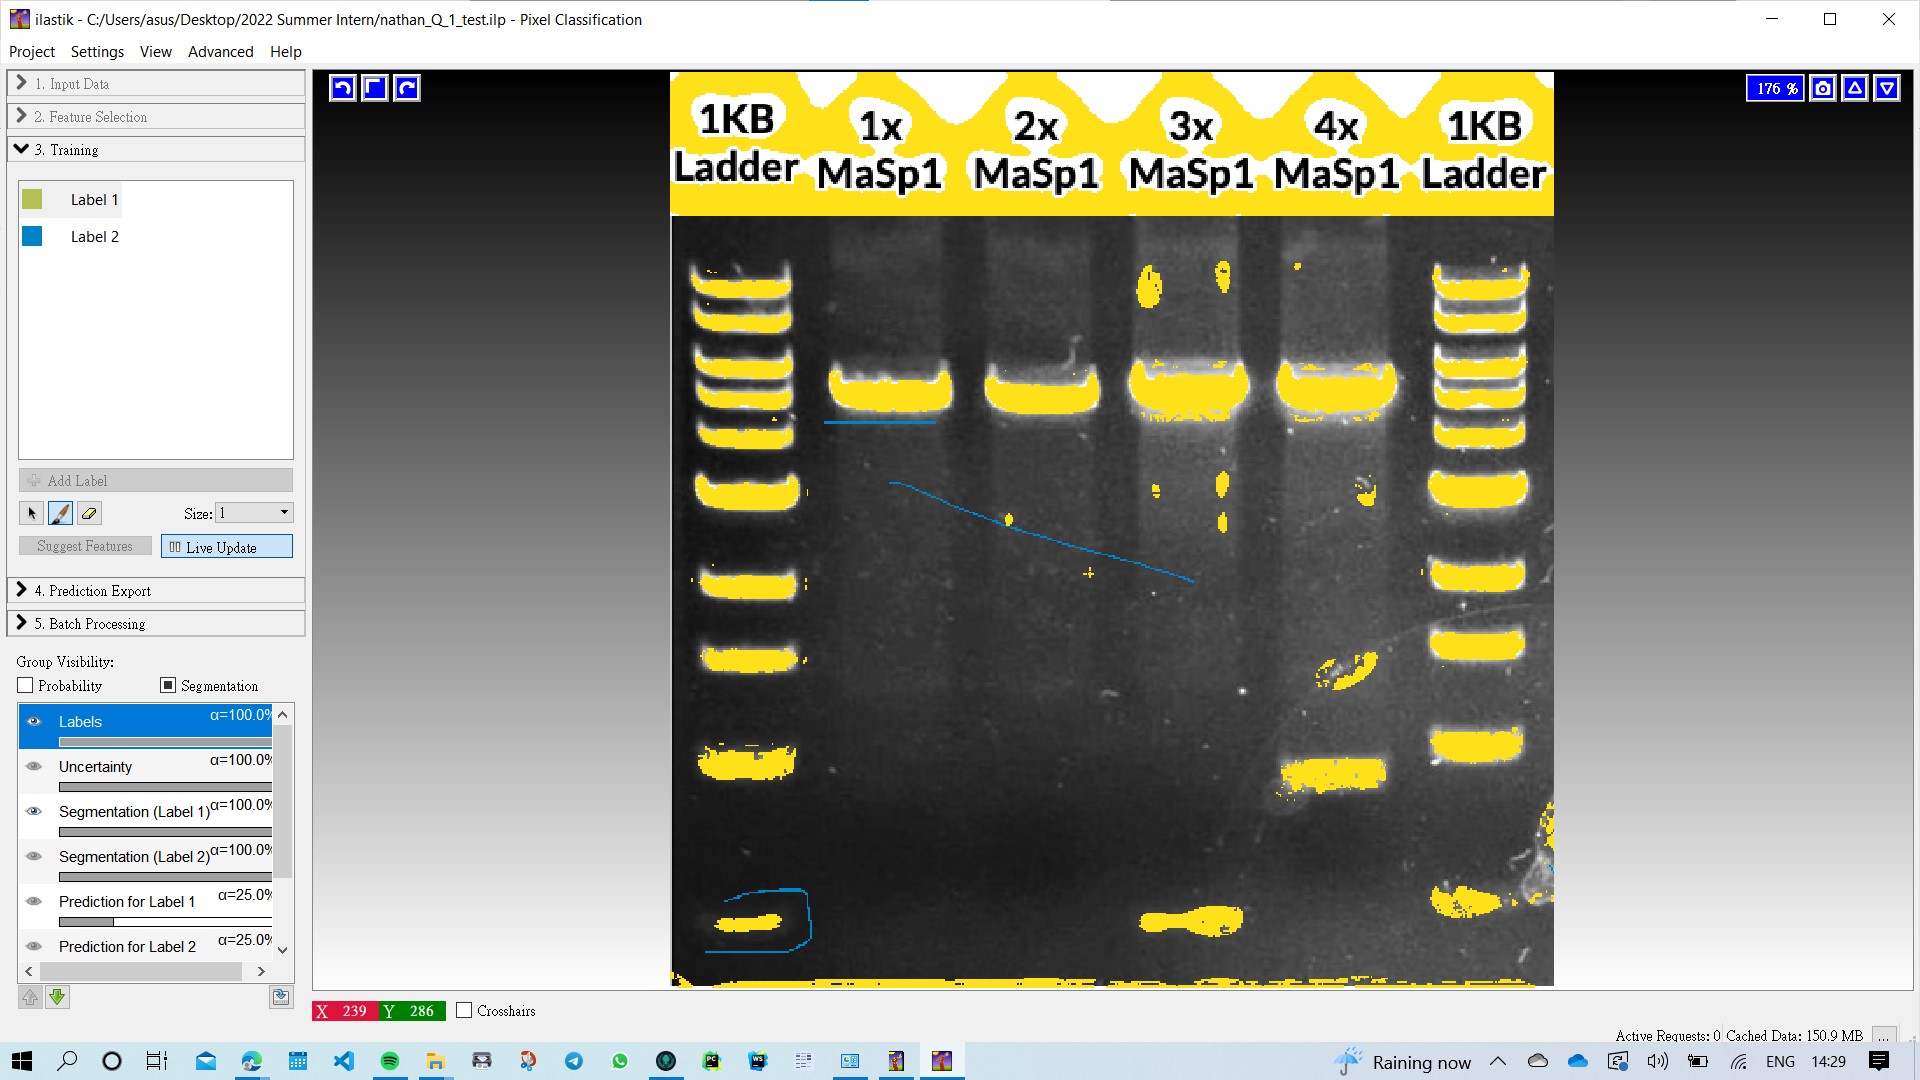 ilastik - C:/Users/asus/Desktop/2022 Summer Intern/nathan_Q_1_test.ilp - Pixel Classification
Project Settings View Advanced Help
1. Input Data
2. Feature Selection
3. Training
Label 1
Label 2
Add Label
Size: 1
Suggest Features
Live Update
4. Prediction Export
5. Batch Processing
Group Visibility:
Probability
Segmentation
Labels α=100.0%
Uncertainty α=100.0%
Segmentation (Label 1) α=100.0%
Segmentation (Label 2) α=100.0%
Prediction for Label 1 α=25.0%
Prediction for Label 2 α=25.0%
176 %
1KB Ladder
1x MaSp1
2x MaSp1
3x MaSp1
4x MaSp1
1KB Ladder
X 239 Y 286 Crosshairs
Active Requests: 0 Cached Data: 150.9 MB ...
Raining now ENG 14:29